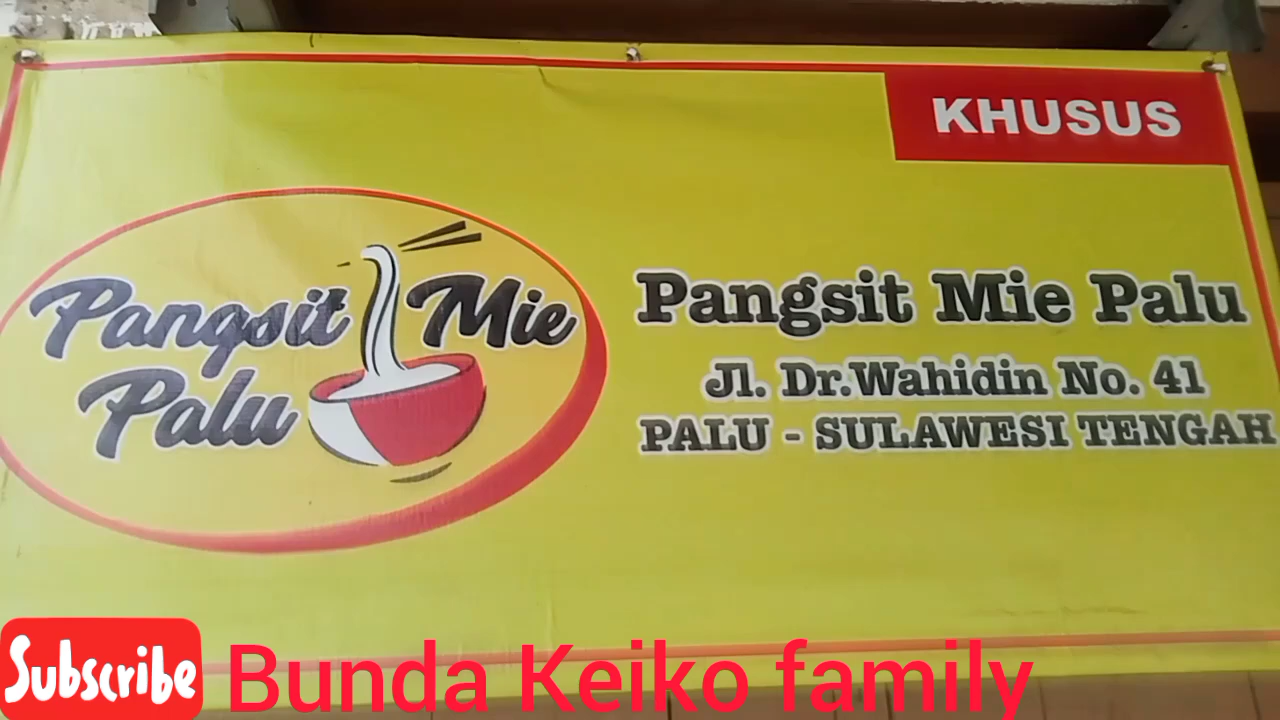 KHUSUS
Pangsit Mie
Palu
Pangsit Mie Palu
Jl. Dr.Wahidin No. 41
PALU - SULAWESI TENGAH
Subscribe
Bunda Keiko family